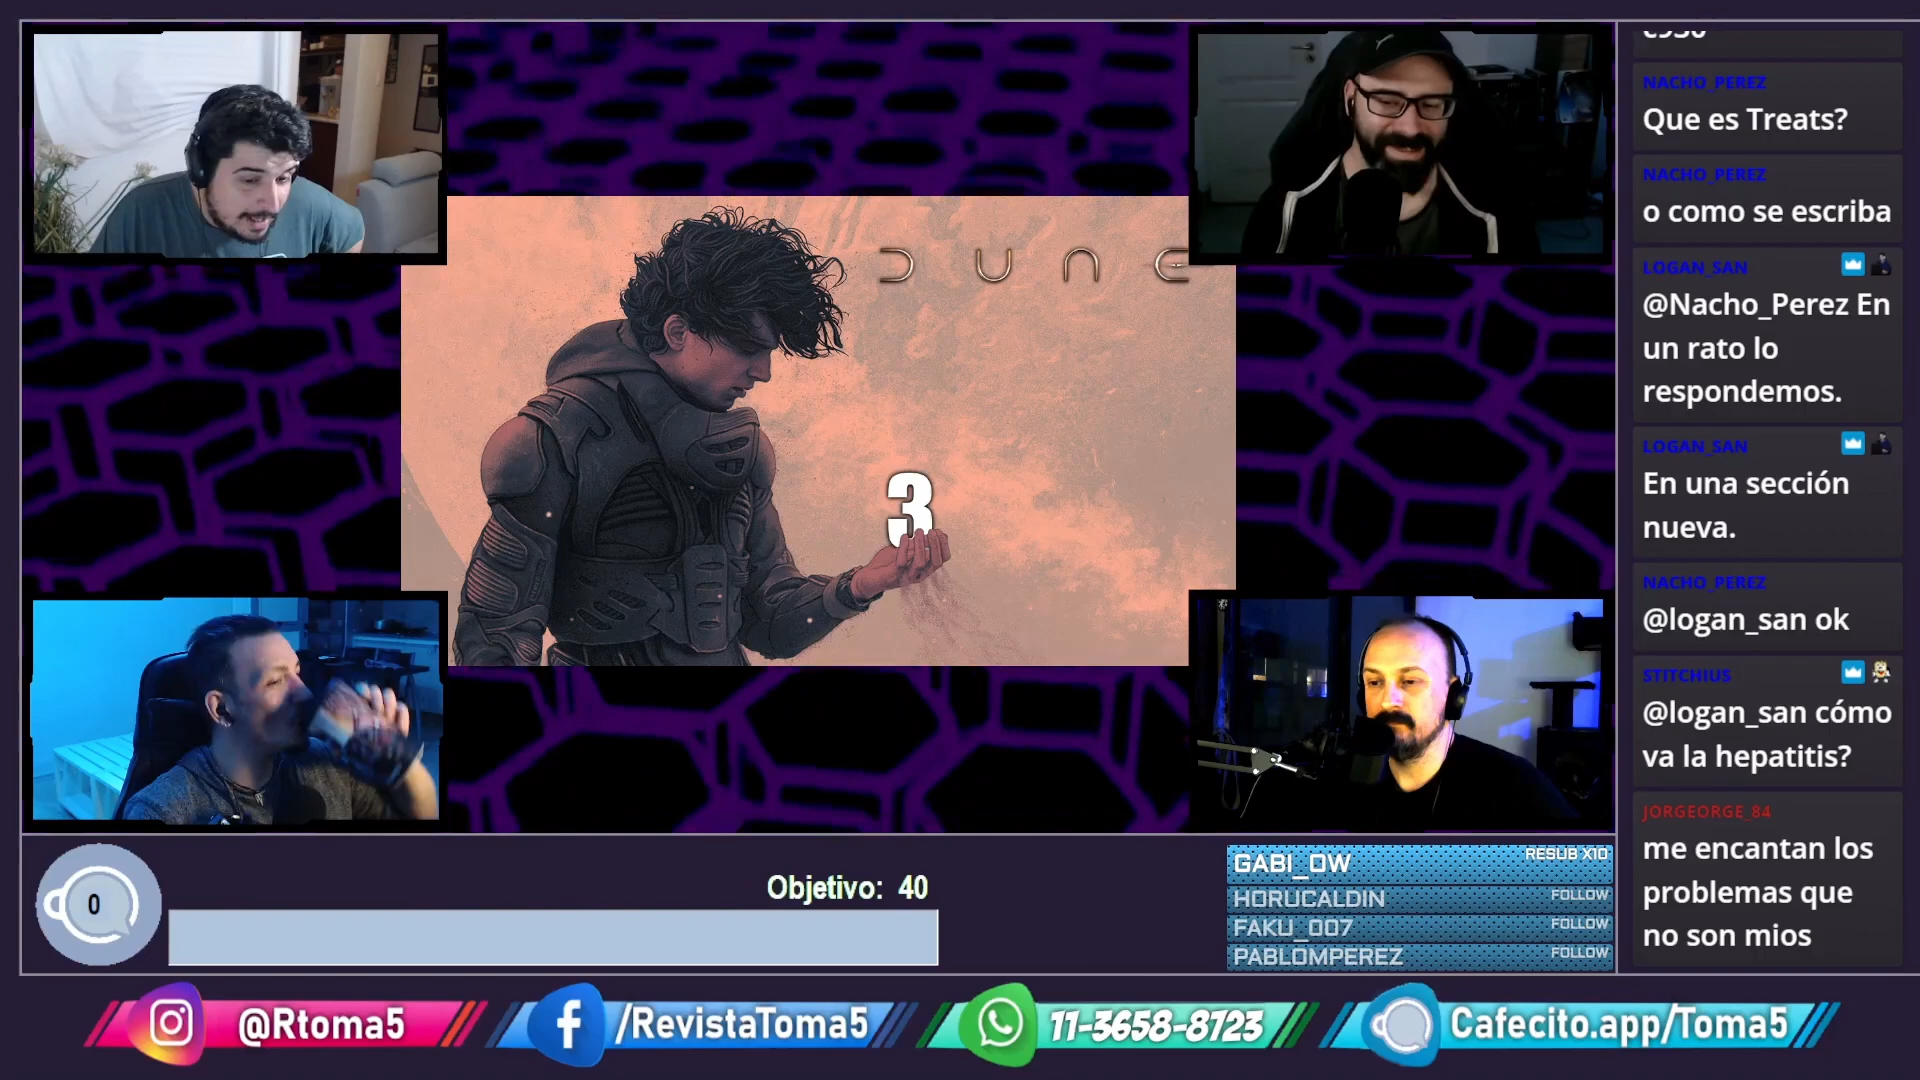 DUNE
3
NACHO_PEREZ
Que es Treats?
NACHO_PEREZ
o como se escriba
LOGAN_SAN
@Nacho_Perez En
un rato lo
respondemos.
LOGAN_SAN
En una sección
nueva.
NACHO_PEREZ
@logan_san ok
STITCHIUS
@logan_san cómo
va la hepatitis?
JORGEORGE_84
me encantan los
problemas que
no son mios
0
Objetivo: 40
GABI_OW RESUB X10
HORUCALDIN FOLLOW
FAKU_007 FOLLOW
PABLOMPEREZ FOLLOW
@Rtoma5
/RevistaToma5
11-3658-8723
Cafecito.app/Toma5